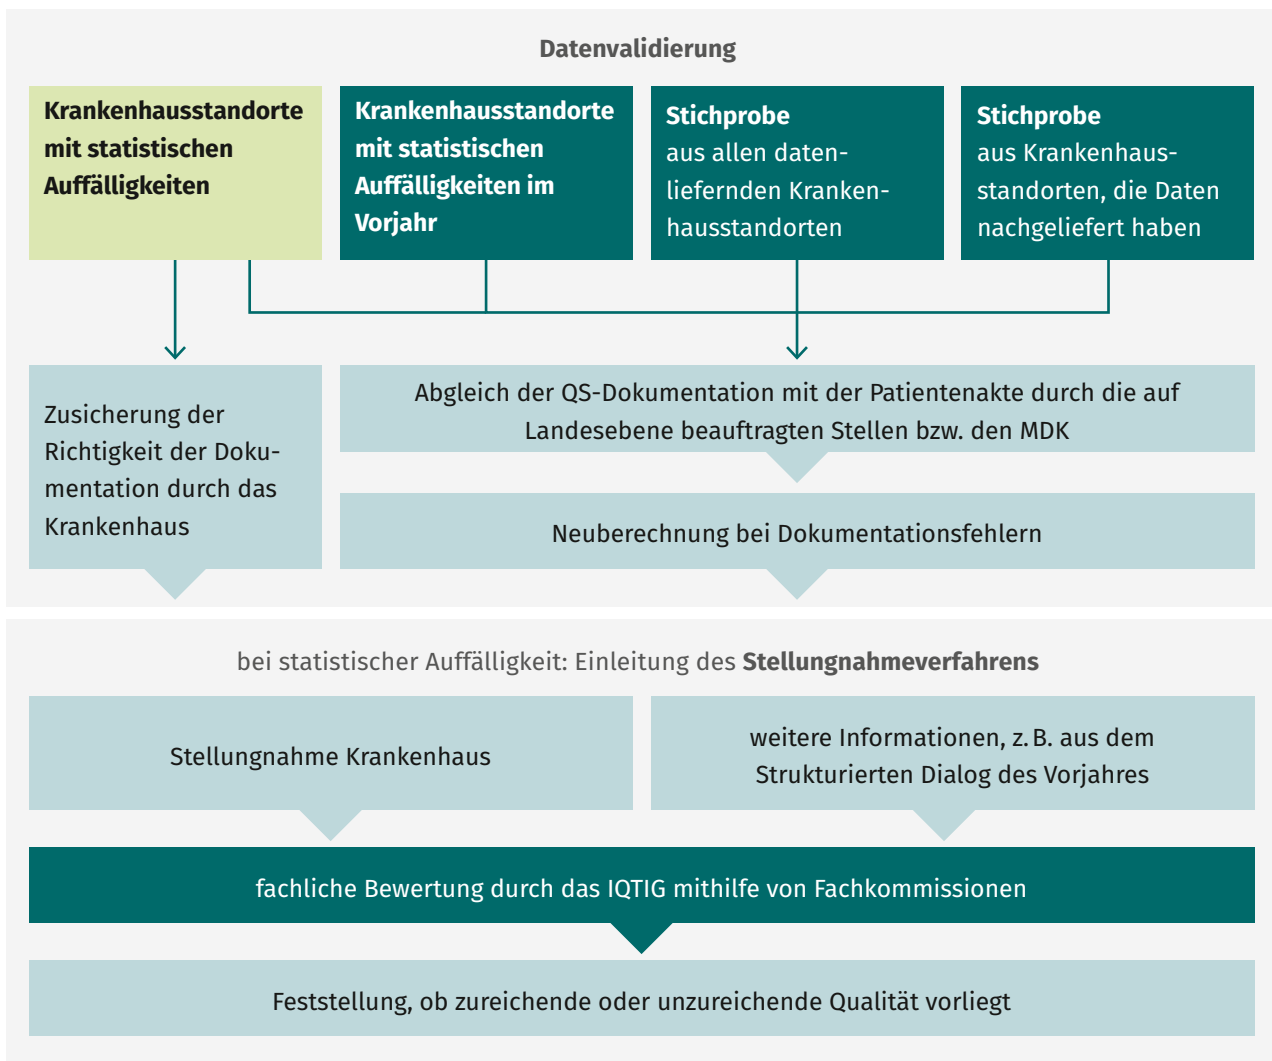 Datenvalidierung
Krankenhausstandorte
mit statistischen
Auffälligkeiten
Krankenhausstandorte
mit statistischen
Auffälligkeiten im
Vorjahr
Stichprobe
aus allen daten-
liefernden Kranken-
hausstandorten
Stichprobe
aus Krankenhaus-
standorten, die Daten
nachgeliefert haben
Zusicherung der
Richtigkeit der Doku-
mentation durch das
Krankenhaus
Abgleich der QS-Dokumentation mit der Patientenakte durch die auf
Landesebene beauftragten Stellen bzw. den MDK
Neuberechnung bei Dokumentationsfehlern
bei statistischer Auffälligkeit: Einleitung des Stellungnahmeverfahrens
Stellungnahme Krankenhaus
weitere Informationen, z. B. aus dem
Strukturierten Dialog des Vorjahres
fachliche Bewertung durch das IQTIG mithilfe von Fachkommissionen
Feststellung, ob zureichende oder unzureichende Qualität vorliegt